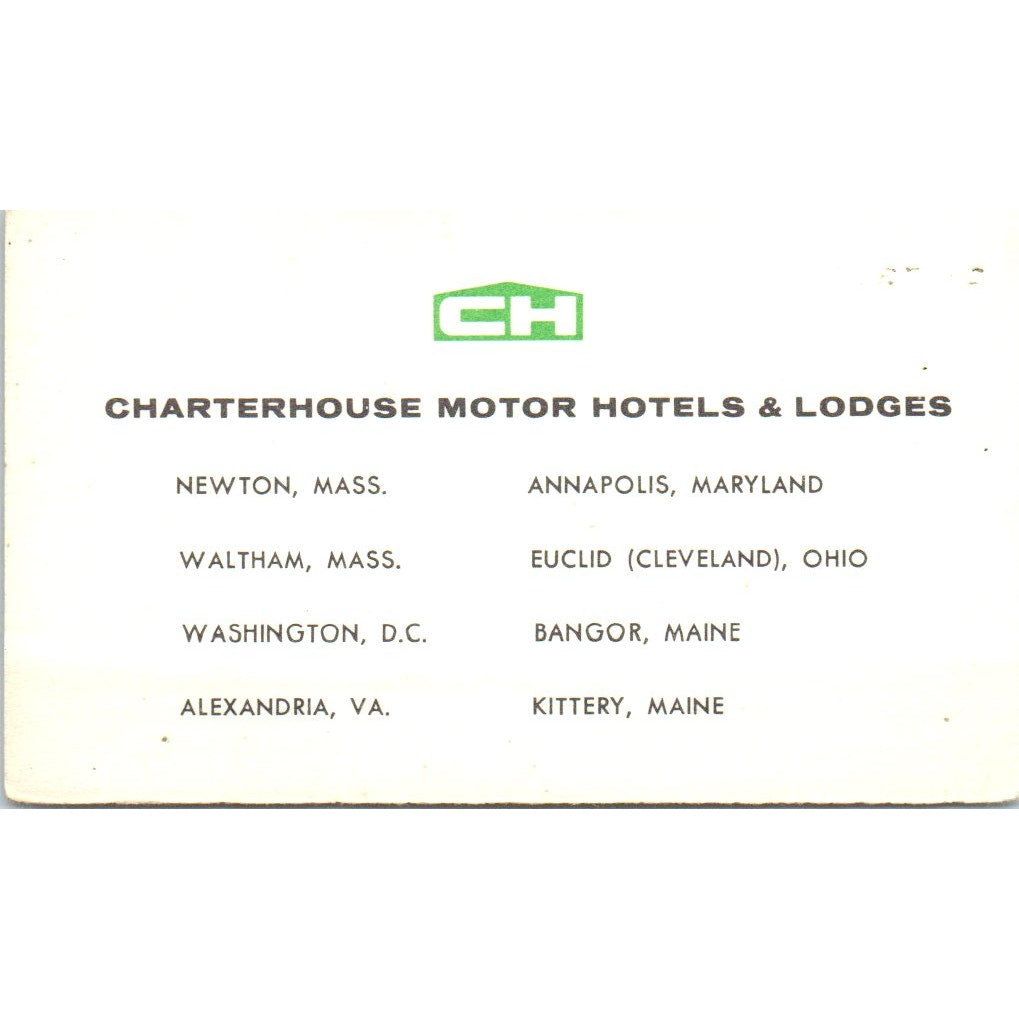 CH
CHARTERHOUSE MOTOR HOTELS & LODGES
NEWTON, MASS.
WALTHAM, MASS.
WASHINGTON, D.C.
ALEXANDRIA, VA.
ANNAPOLIS, MARYLAND
EUCLID (CLEVELAND), OHIO
BANGOR, MAINE
KITTERY, MAINE